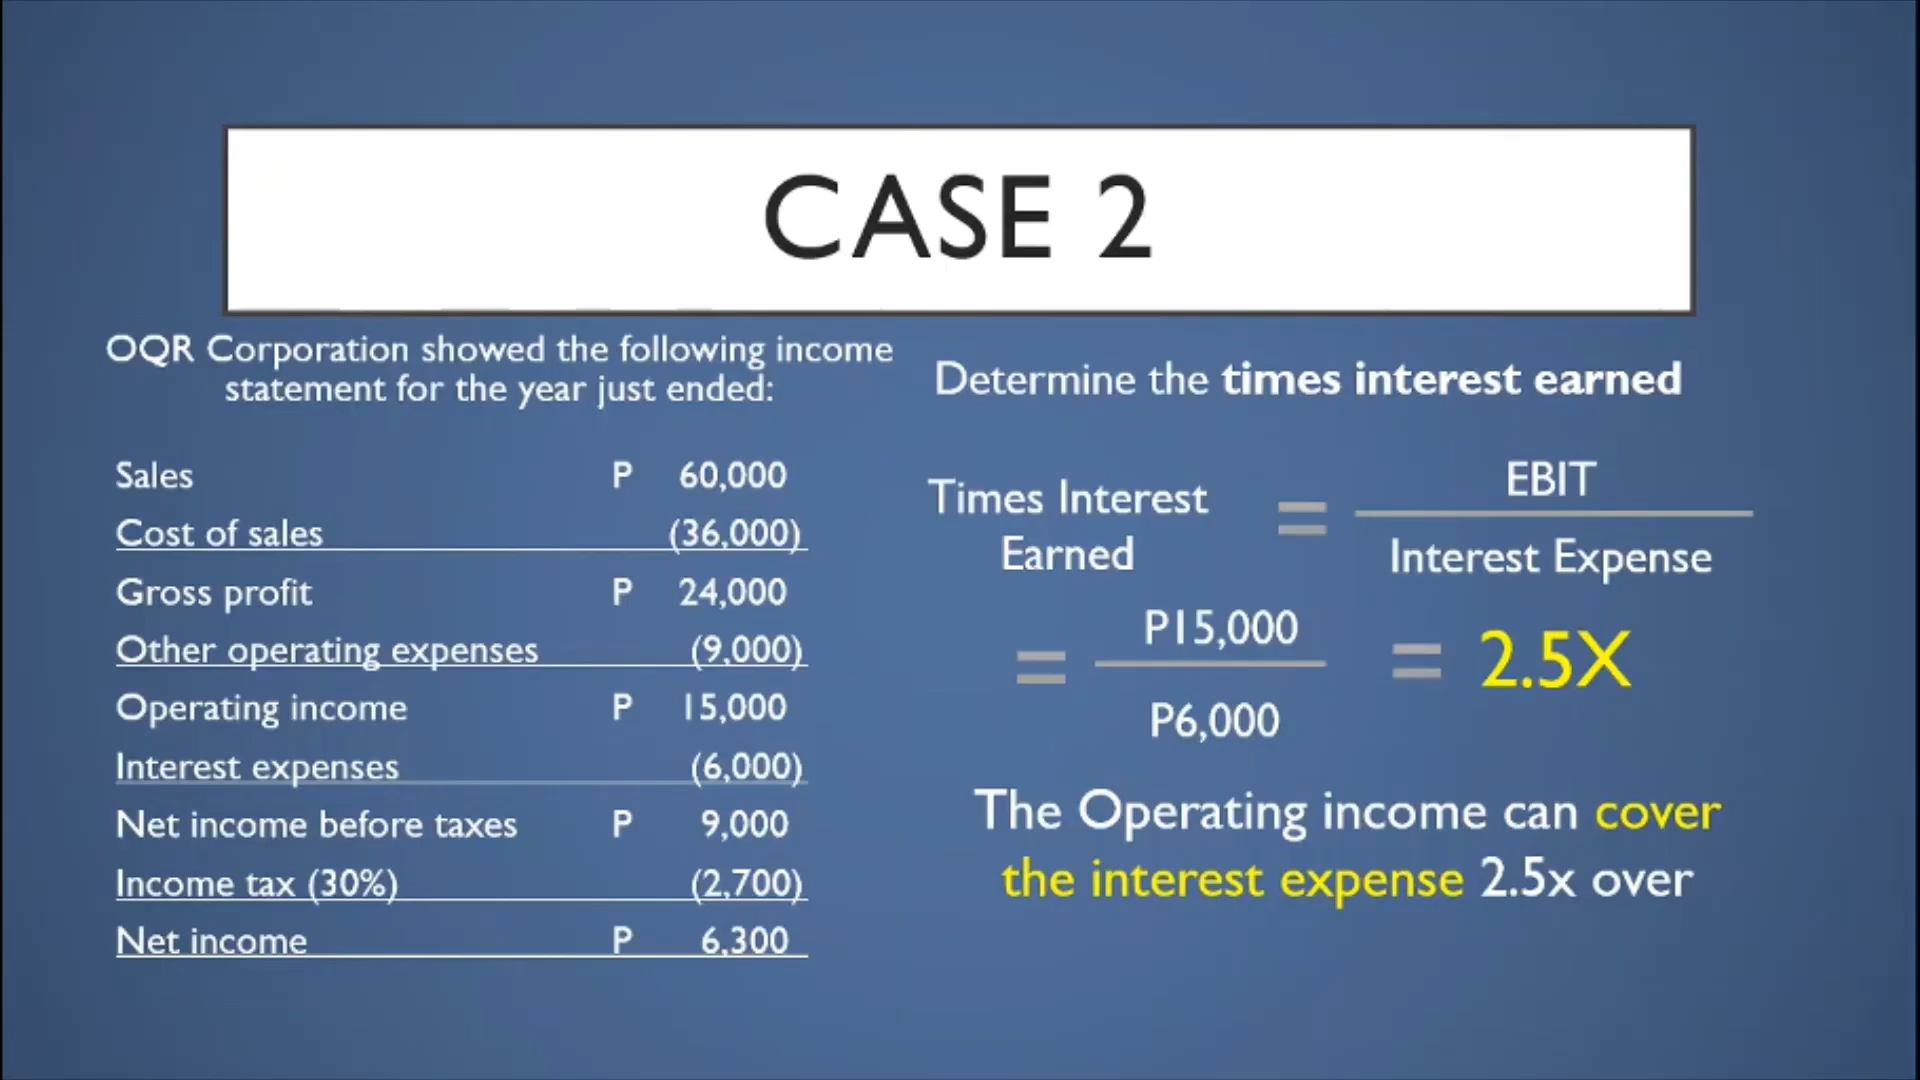 CASE 2
OQR Corporation showed the following income
statement for the year just ended:
Sales P 60,000
Cost of sales (36,000)
Gross profit P 24,000
Other operating expenses (9,000)
Operating income P 15,000
Interest expenses (6,000)
Net income before taxes P 9,000
Income tax (30%) (2,700)
Net income P 6,300
Determine the times interest earned
Times Interest
Earned
=
EBIT
Interest Expense
=
P15,000
P6,000
= 2.5X
The Operating income can cover
the interest expense 2.5x over